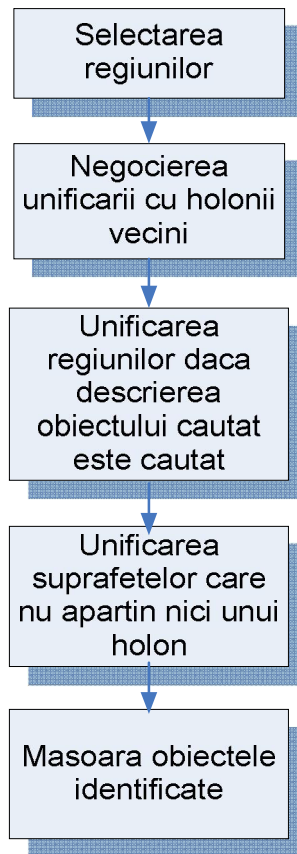 Selectarea
regiunilor
Negocierea
unificarii cu holonii
vecini
Unificarea
regiunilor daca
descrierea
obiectului cautat
este cautat
Unificarea
suprafetelor care
nu apartin nici unui
holon
Masoara obiectele
identificate